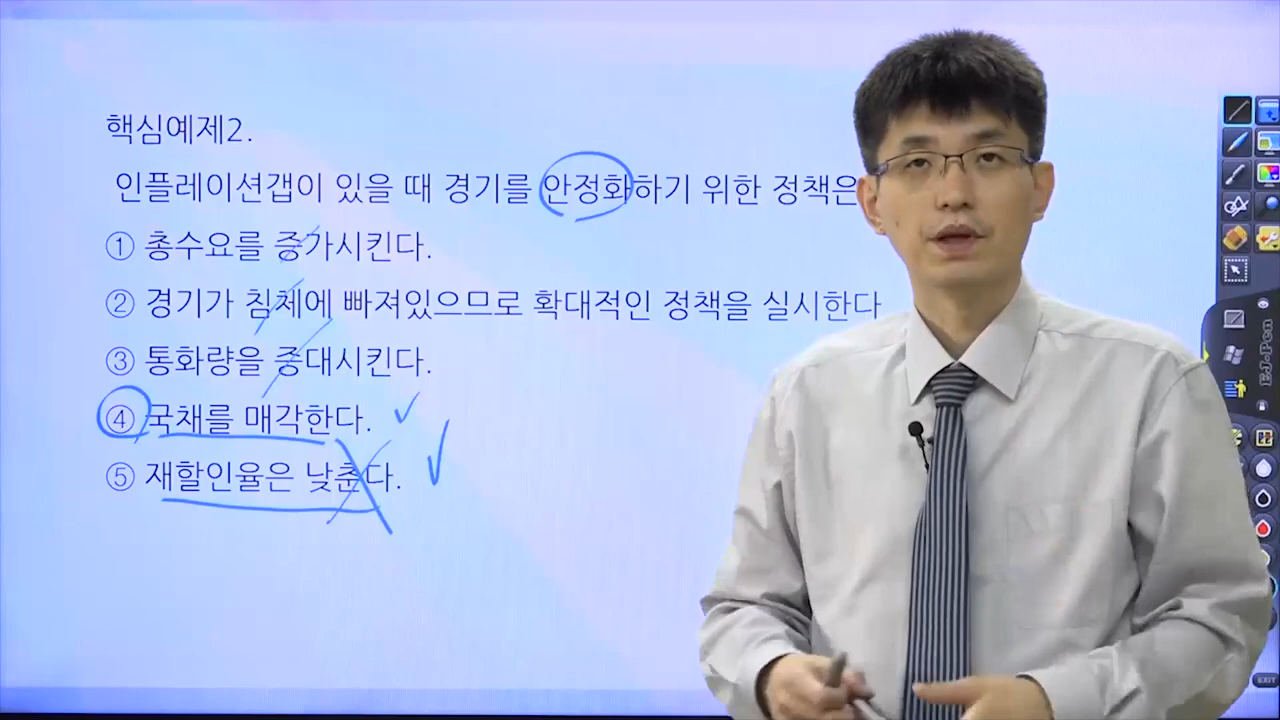 핵심예제2.
인플레이션갭이 있을 때 경기를 안정화하기 위한 정책은
① 총수요를 증가시킨다.
② 경기가 침체에 빠져있으므로 확대적인 정책을 실시한다
③ 통화량을 증대시킨다.
④ 국채를 매각한다.
⑤ 재할인율은 낮춘다.
EJ-Pen
EXIT